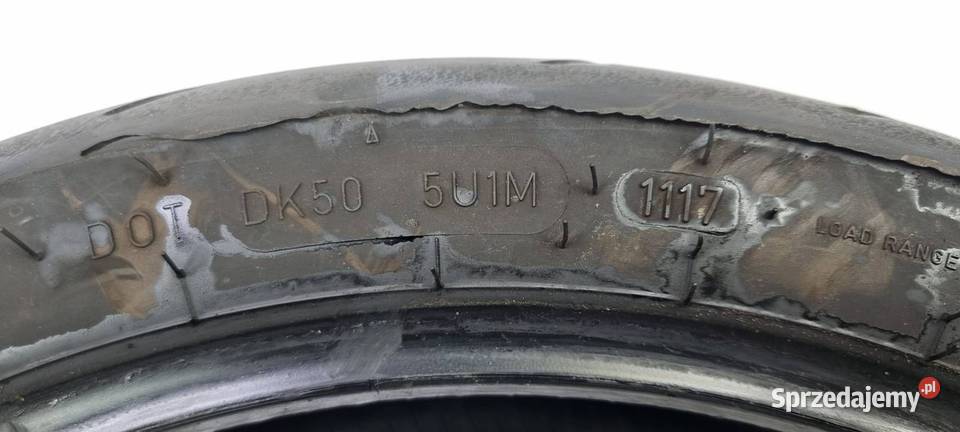 DOT DK50 5U1M 1117 LOAD RANGE
Sprzedajemy.pl